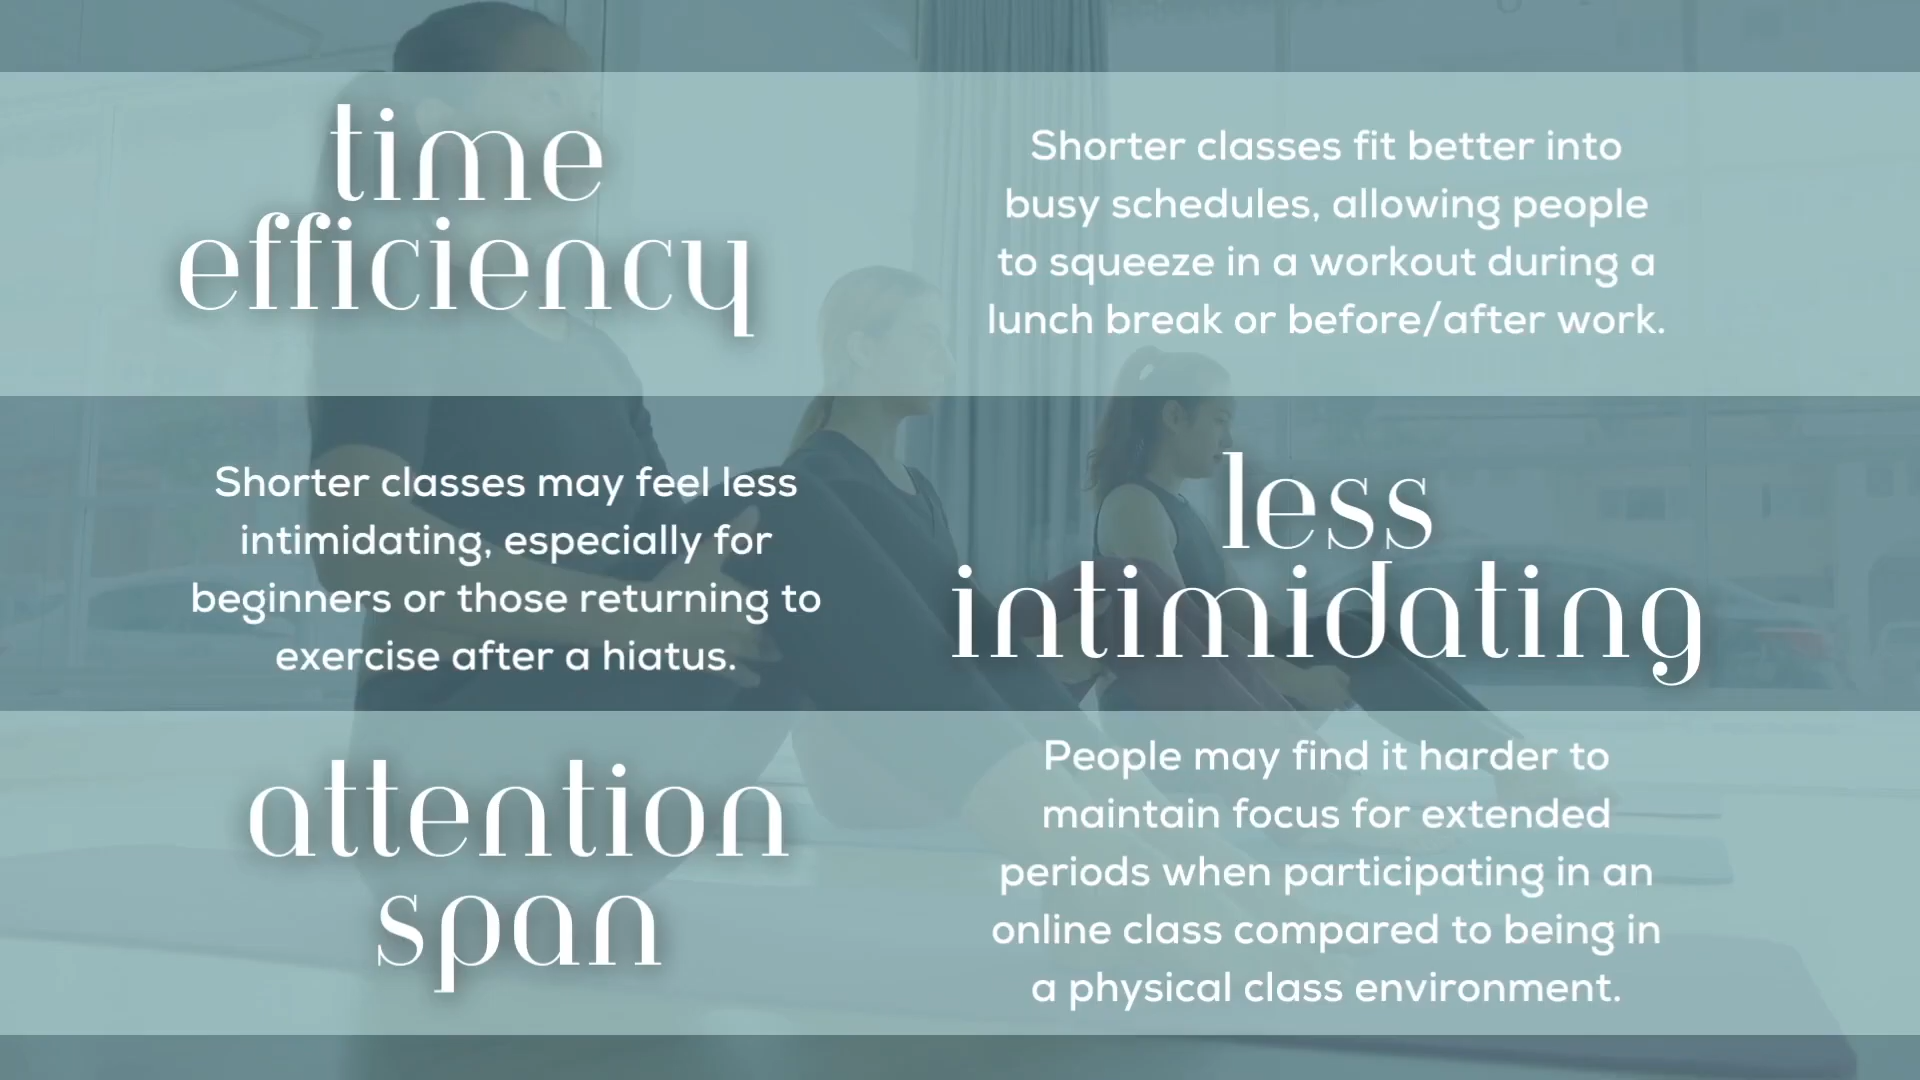 time
efficiency
Shorter classes fit better into
busy schedules, allowing people
to squeeze in a workout during a
lunch break or before/after work.
Shorter classes may feel less
intimidating, especially for
beginners or those returning to
exercise after a hiatus.
less
intimidating
attention
span
People may find it harder to
maintain focus for extended
periods when participating in an
online class compared to being in
a physical class environment.